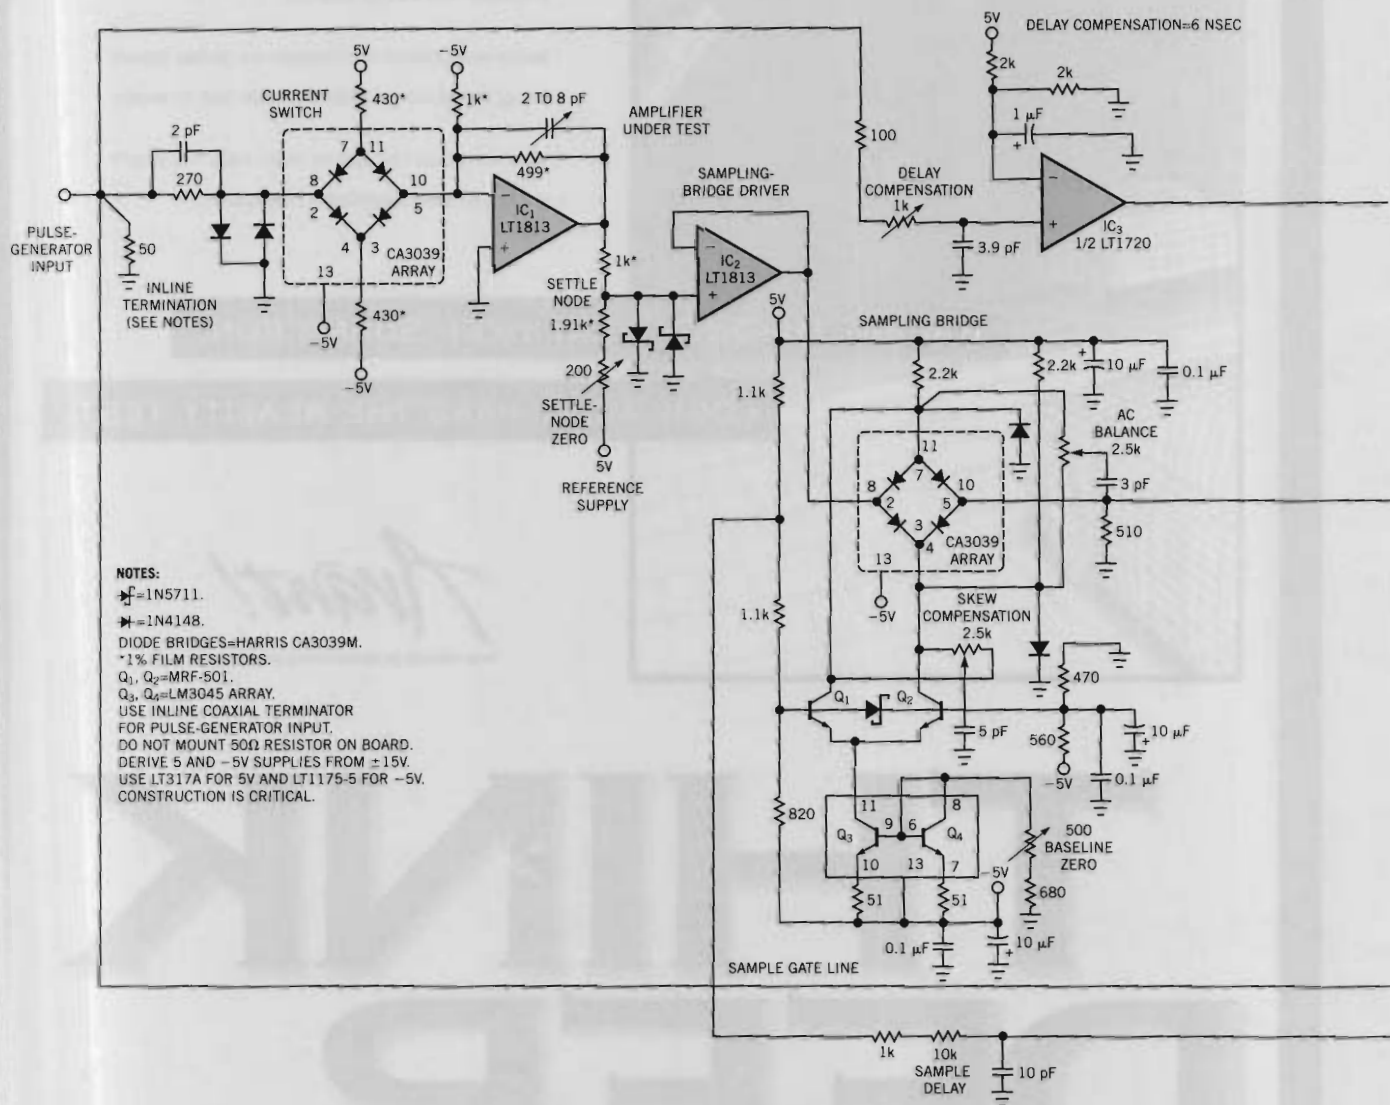 5V
DELAY COMPENSATION=6 NSEC
5V
-5V
2k
2k
CURRENT
SWITCH
430*
1k*
2 TO 8 pF
AMPLIFIER
UNDER TEST
1 µF
+
2 pF
7
11
100
499*
SAMPLING-
BRIDGE DRIVER
DELAY
COMPENSATION
1k
270
8
2
10
5
−
IC1
LT1813
+
−
+
IC3
1/2 LT1720
PULSE-
GENERATOR
INPUT
50
4
3
CA3039
ARRAY
13
−
IC2
LT1813
+
3.9 pF
1k*
INLINE
TERMINATION
(SEE NOTES)
SETTLE
NODE
5V
430*
-5V
1.91k*
SAMPLING BRIDGE
-5V
200
2.2k
2.2k
+
10 µF
0.1 µF
SETTLE-
NODE
ZERO
1.1k
AC
BALANCE
2.5k
5V
REFERENCE
SUPPLY
11
7
8
2
10
5
3 pF
3
4
CA3039
ARRAY
510
13
-5V
NOTES:
=1N5711.
=1N4148.
DIODE BRIDGES=HARRIS CA3039M.
*1% FILM RESISTORS.
Q1, Q2=MRF-501.
Q3, Q4=LM3045 ARRAY.
USE INLINE COAXIAL TERMINATOR
FOR PULSE-GENERATOR INPUT.
DO NOT MOUNT 50Ω RESISTOR ON BOARD.
DERIVE 5 AND -5V SUPPLIES FROM ±15V.
USE LT317A FOR 5V AND LT1175-5 FOR -5V.
CONSTRUCTION IS CRITICAL.
1.1k
SKEW
COMPENSATION
2.5k
470
Q1
Q2
5 pF
560
10 µF
+
-5V
0.1 µF
820
11
8
Q3
9
6
Q4
10
13
7
500
BASELINE
ZERO
-5V
51
51
680
0.1 µF
10 µF
+
SAMPLE GATE LINE
1k
10k
SAMPLE
DELAY
10 pF